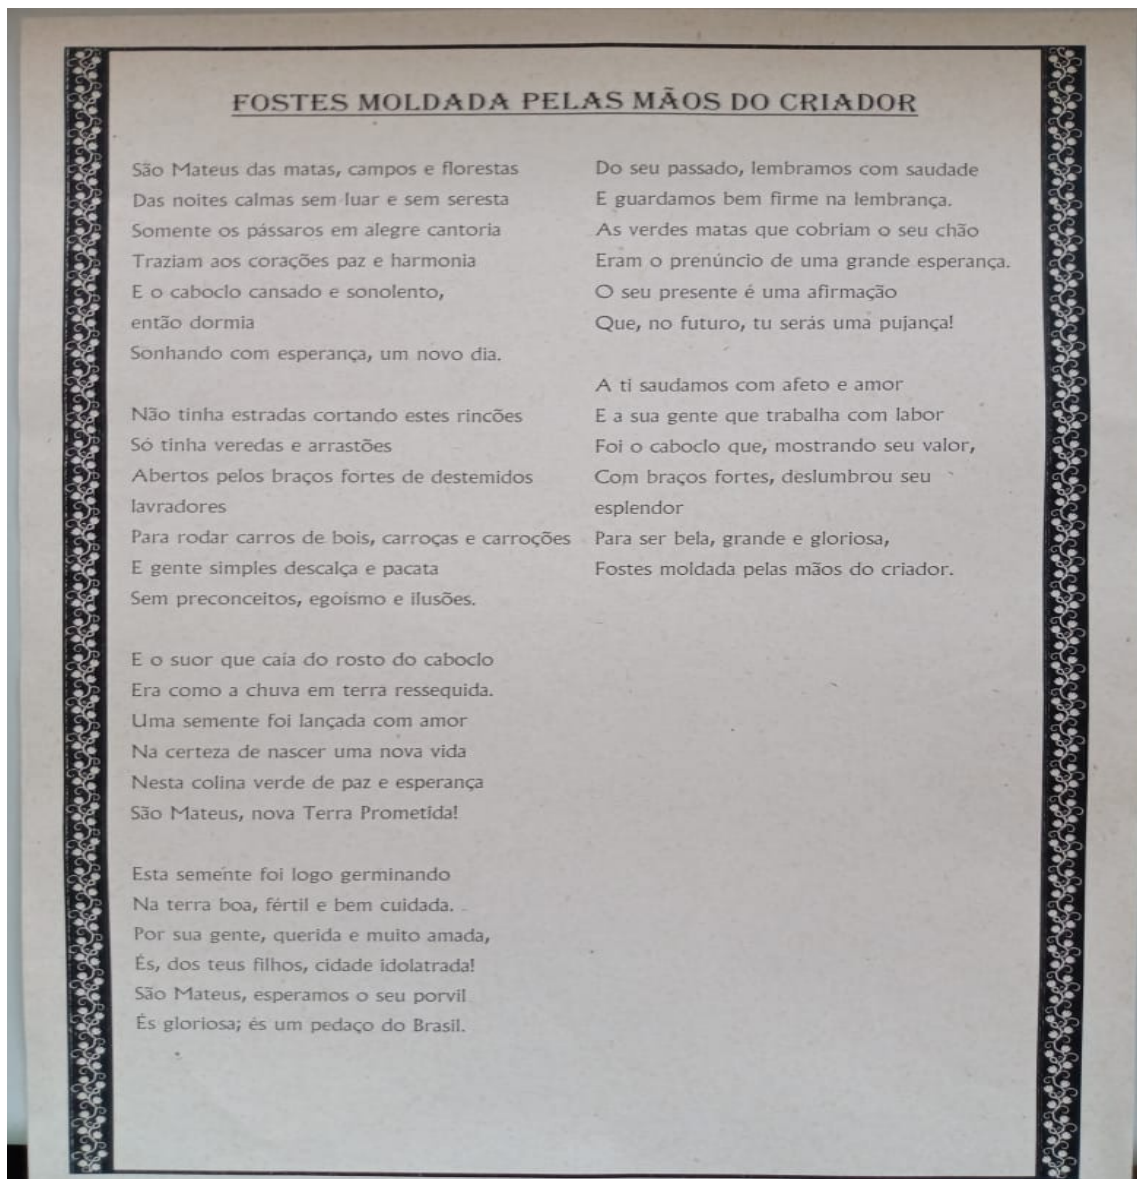 FOSTES MOLDADA PELAS MÃOS DO CRIADOR
São Mateus das matas, campos e florestas
Das noites calmas sem luar e sem seresta
Somente os pássaros em alegre cantoria
Traziam aos corações paz e harmonia
E o caboclo cansado e sonolento,
então dormia
Sonhando com esperança, um novo dia.
Não tinha estradas cortando estes rincões
Só tinha veredas e arrastões
Abertos pelos braços fortes de destemidos
lavradores
Para rodar carros de bois, carroças e carroções
E gente simples descalça e pacata
Sem preconceitos, egoísmo e ilusões.
E o suor que caía do rosto do caboclo
Era como a chuva em terra ressequida.
Uma semente foi lançada com amor
Na certeza de nascer uma nova vida
Nesta colina verde de paz e esperança
São Mateus, nova Terra Prometida!
Esta semente foi logo germinando
Na terra boa, fértil e bem cuidada.
Por sua gente, querida e muito amada,
És, dos teus filhos, cidade idolatrada!
São Mateus, esperamos o seu porvil
És gloriosa; és um pedaço do Brasil.
Do seu passado, lembramos com saudade
E guardamos bem firme na lembrança.
As verdes matas que cobriam o seu chão
Eram o prenúncio de uma grande esperança.
O seu presente é uma afirmação
Que, no futuro, tu serás uma pujança!
A ti saudamos com afeto e amor
E a sua gente que trabalha com labor
Foi o caboclo que, mostrando seu valor,
Com braços fortes, deslumbrou seu
esplendor
Para ser bela, grande e gloriosa,
Fostes moldada pelas mãos do criador.